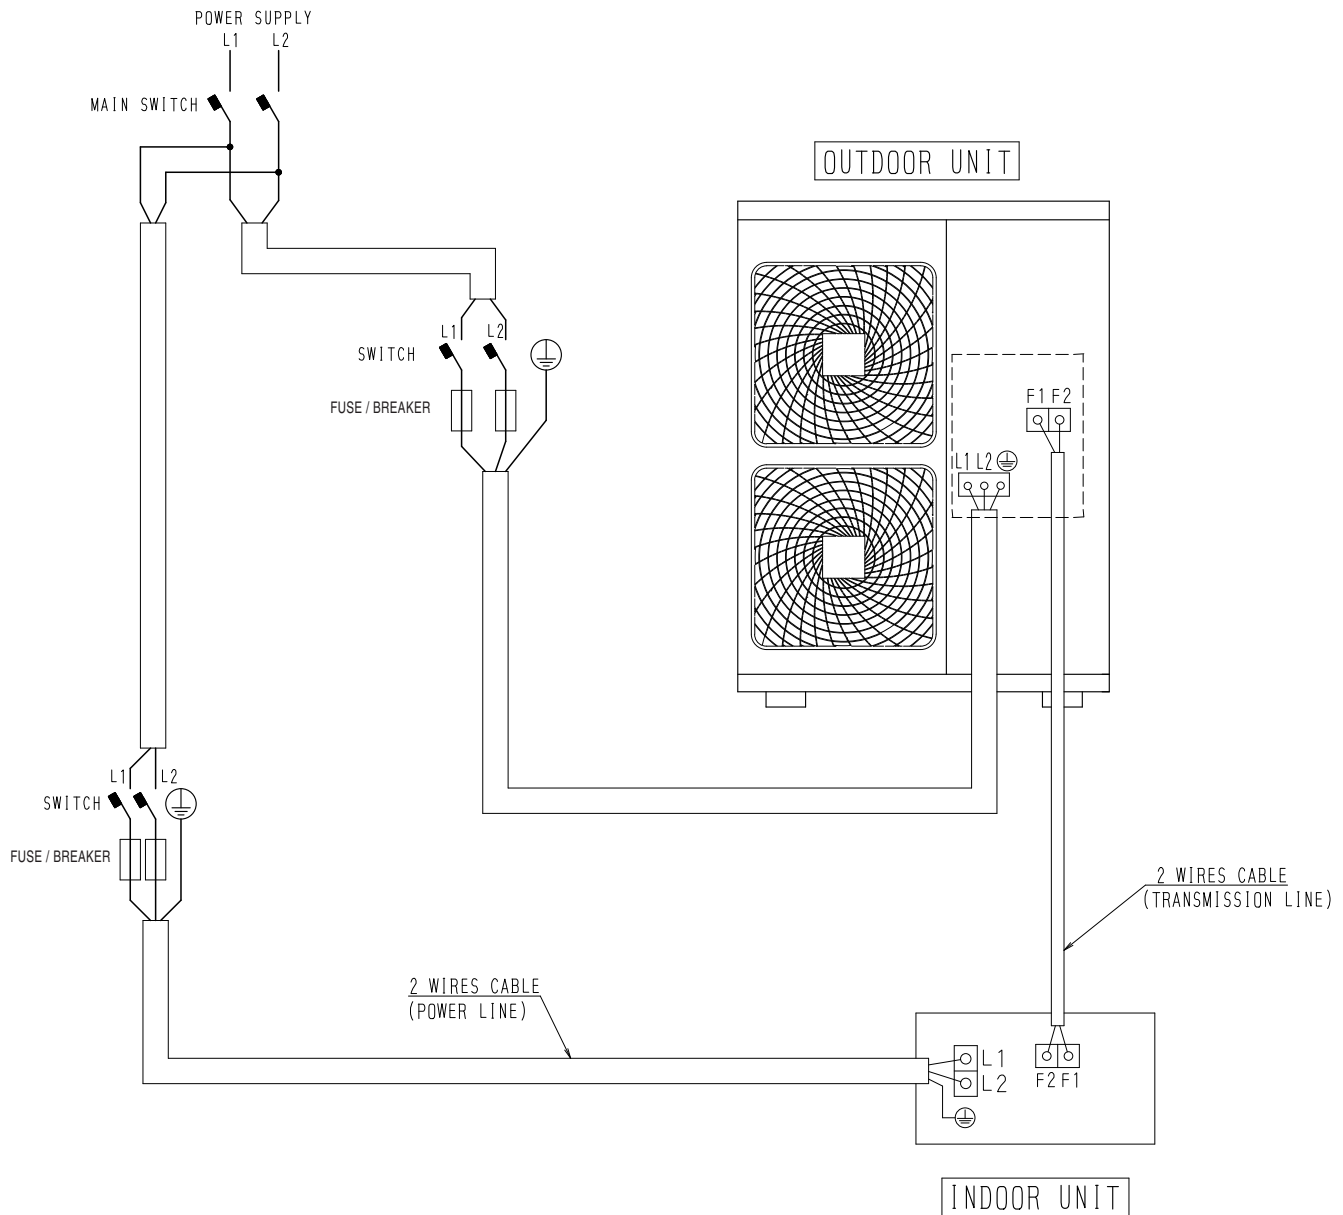 POWER SUPPLY
L1 L2
MAIN SWITCH
OUTDOOR UNIT
L1 L2
SWITCH
FUSE / BREAKER
F1 F2
L1 L2
L1 L2
SWITCH
FUSE / BREAKER
2 WIRES CABLE
(TRANSMISSION LINE)
2 WIRES CABLE
(POWER LINE)
L1
L2
F2 F1
INDOOR UNIT